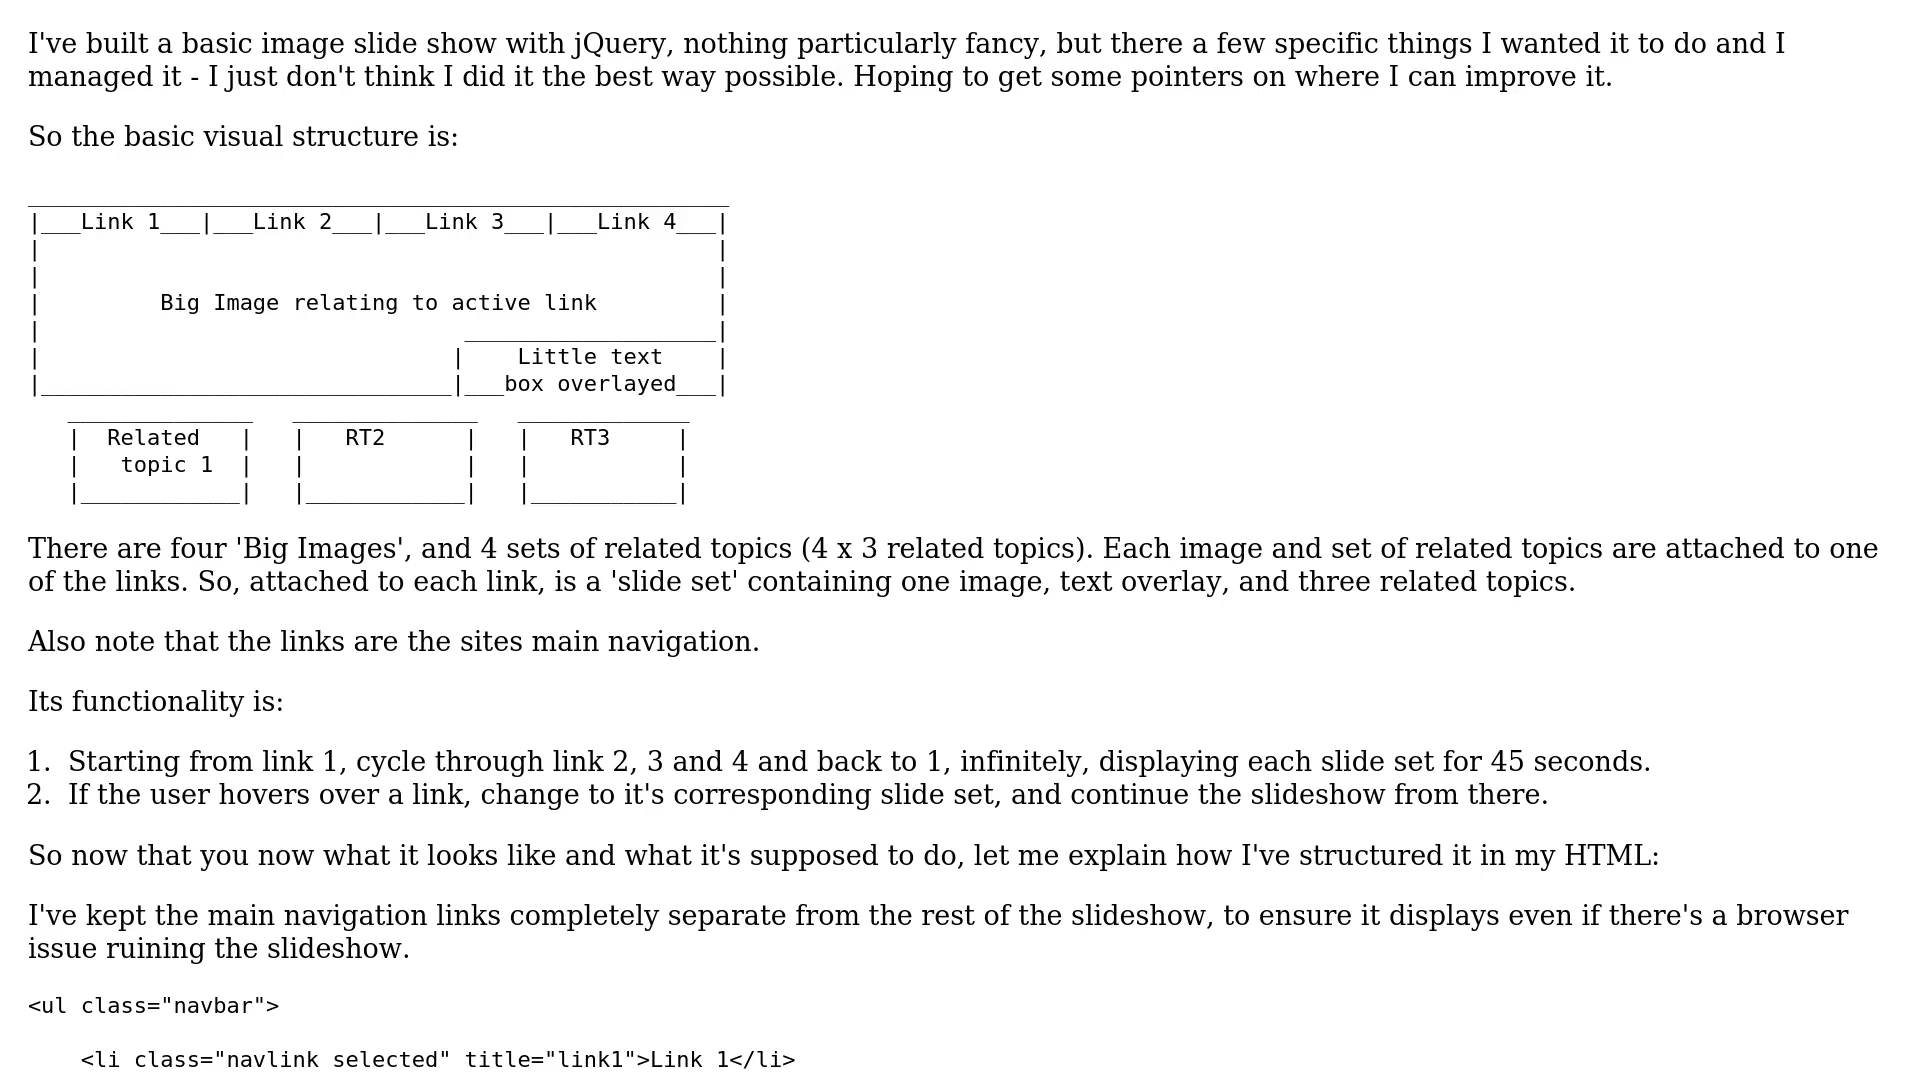 I've built a basic image slide show with jQuery, nothing particularly fancy, but there a few specific things I wanted it to do and I
managed it - I just don't think I did it the best way possible. Hoping to get some pointers on where I can improve it.
So the basic visual structure is:
_____________________________________________________
|___Link 1___|___Link 2___|___Link 3___|___Link 4___|
|                                                   |
|                                                   |
|         Big Image relating to active link         |
|                                ___________________|
|                               |    Little text    |
|_______________________________|___box overlayed___|
   ______________   ______________   _____________
   |  Related   |   |   RT2      |   |   RT3     |
   |   topic 1  |   |            |   |           |
   |____________|   |____________|   |___________|
There are four 'Big Images', and 4 sets of related topics (4 x 3 related topics). Each image and set of related topics are attached to one
of the links. So, attached to each link, is a 'slide set' containing one image, text overlay, and three related topics.
Also note that the links are the sites main navigation.
Its functionality is:
1. Starting from link 1, cycle through link 2, 3 and 4 and back to 1, infinitely, displaying each slide set for 45 seconds.
2. If the user hovers over a link, change to it's corresponding slide set, and continue the slideshow from there.
So now that you now what it looks like and what it's supposed to do, let me explain how I've structured it in my HTML:
I've kept the main navigation links completely separate from the rest of the slideshow, to ensure it displays even if there's a browser
issue ruining the slideshow.
<ul class="navbar">
    <li class="navlink selected" title="link1">Link 1</li>